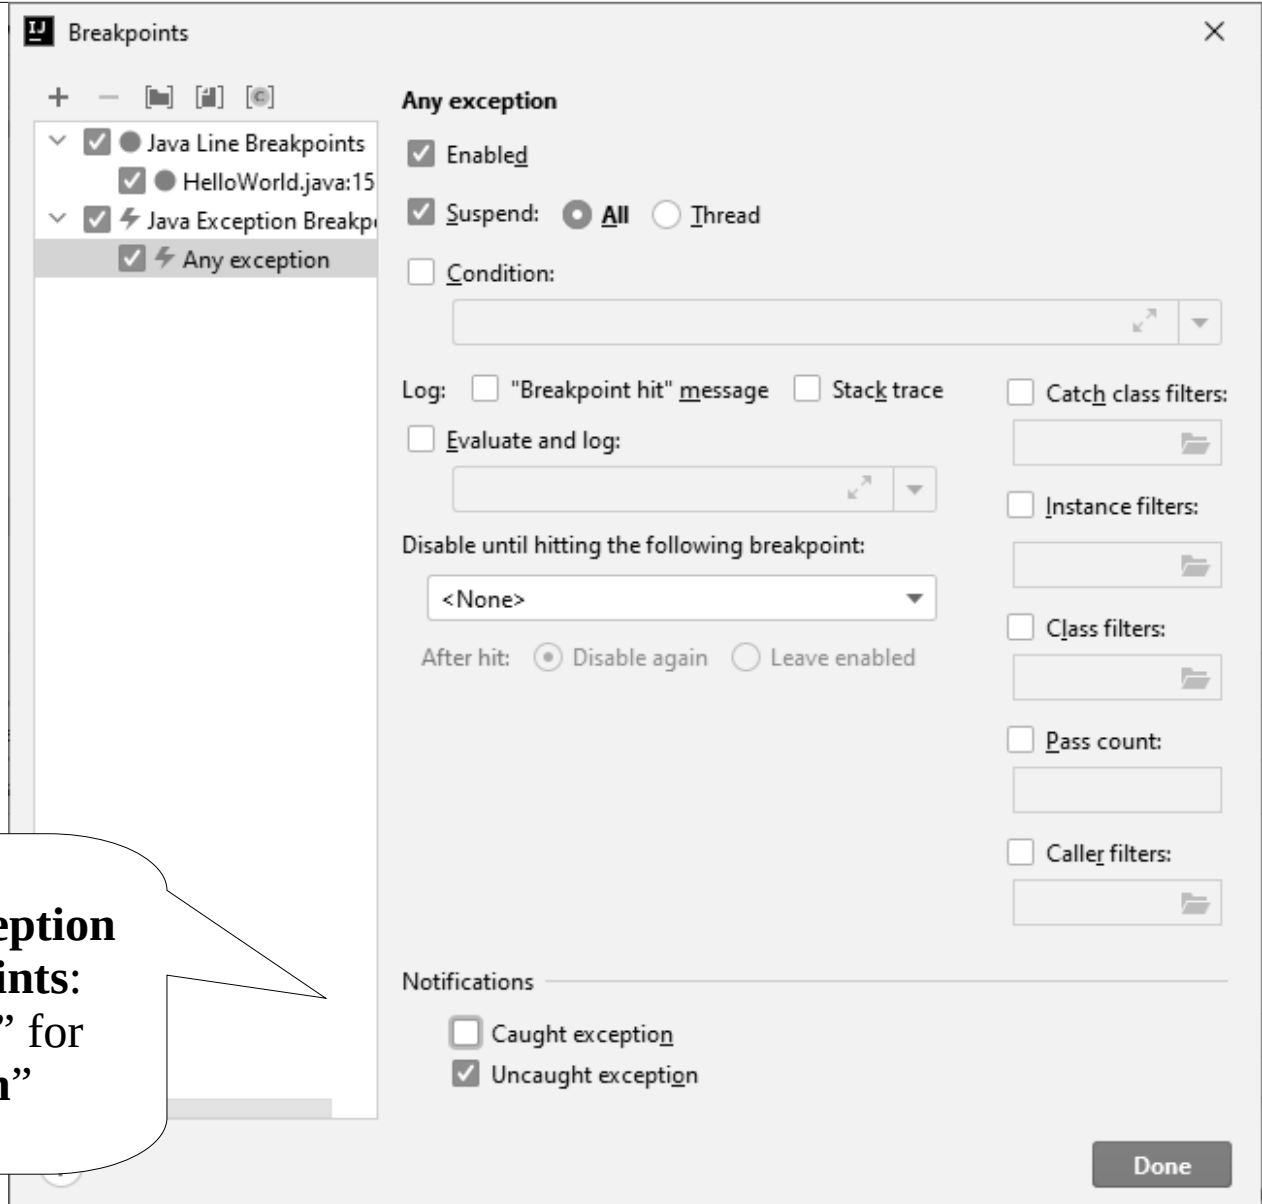 IJ
Breakpoints
Any exception
Java Line Breakpoints
HelloWorld.java:15
Java Exception Breakp
Any exception
Enabled
Suspend: All Thread
Condition:
Log: "Breakpoint hit" message Stack trace
Evaluate and log:
Disable until hitting the following breakpoint:
<None>
After hit: Disable again Leave enabled
Catch class filters:
Instance filters:
Class filters:
Pass count:
Caller filters:
eption
ints:
” for
n”
Notifications
Caught exception
Uncaught exception
Done